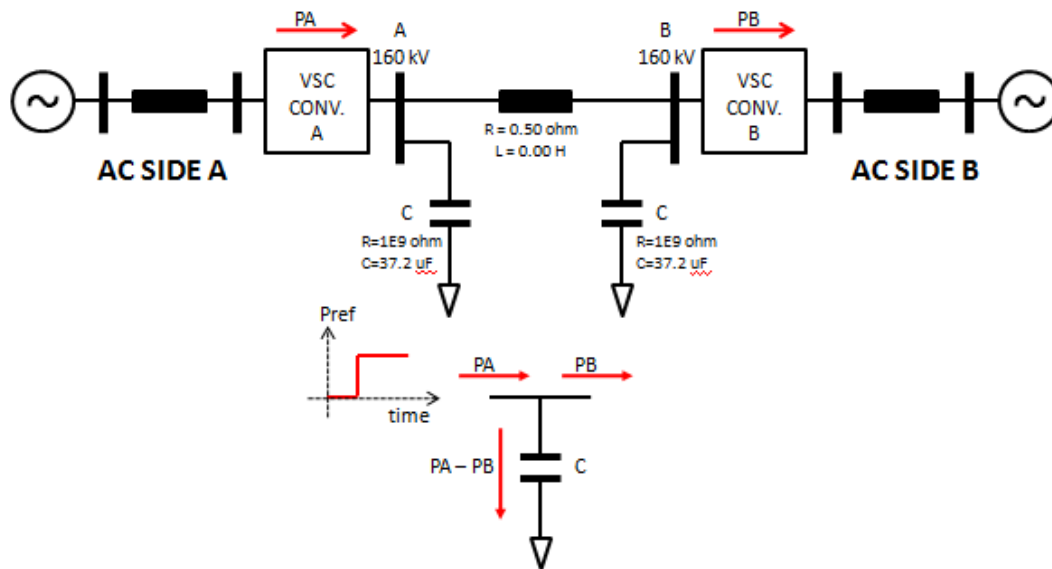 PA
PB
A
160 kV
B
160 kV
VSC
CONV.
A
VSC
CONV.
B
R = 0.50 ohm
L = 0.00 H
AC SIDE A
AC SIDE B
C
R=1E9 ohm
C=37.2 uF
C
R=1E9 ohm
C=37.2 uF
Pref
time
PA
PB
PA – PB
C